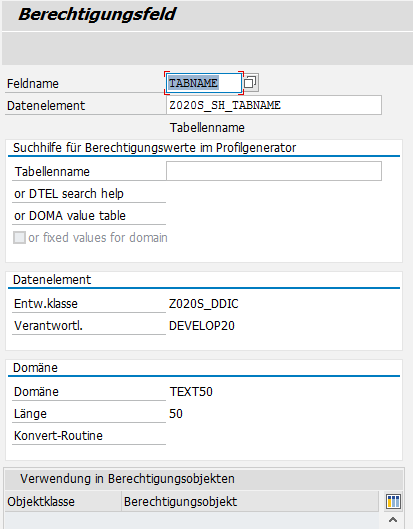 Berechtigungsfeld
Feldname TABNAME
Datenelement Z020S_SH_TABNAME
Tabellenname
Suchhilfe für Berechtigungswerte im Profilgenerator
Tabellenname
or DTEL search help
or DOMA value table
or fixed values for domain
Datenelement
Entw.klasse Z020S_DDIC
Verantwortl. DEVELOP20
Domäne
Domäne TEXT50
Länge 50
Konvert-Routine
Verwendung in Berechtigungsobjekten
Objektklasse Berechtigungsobjekt